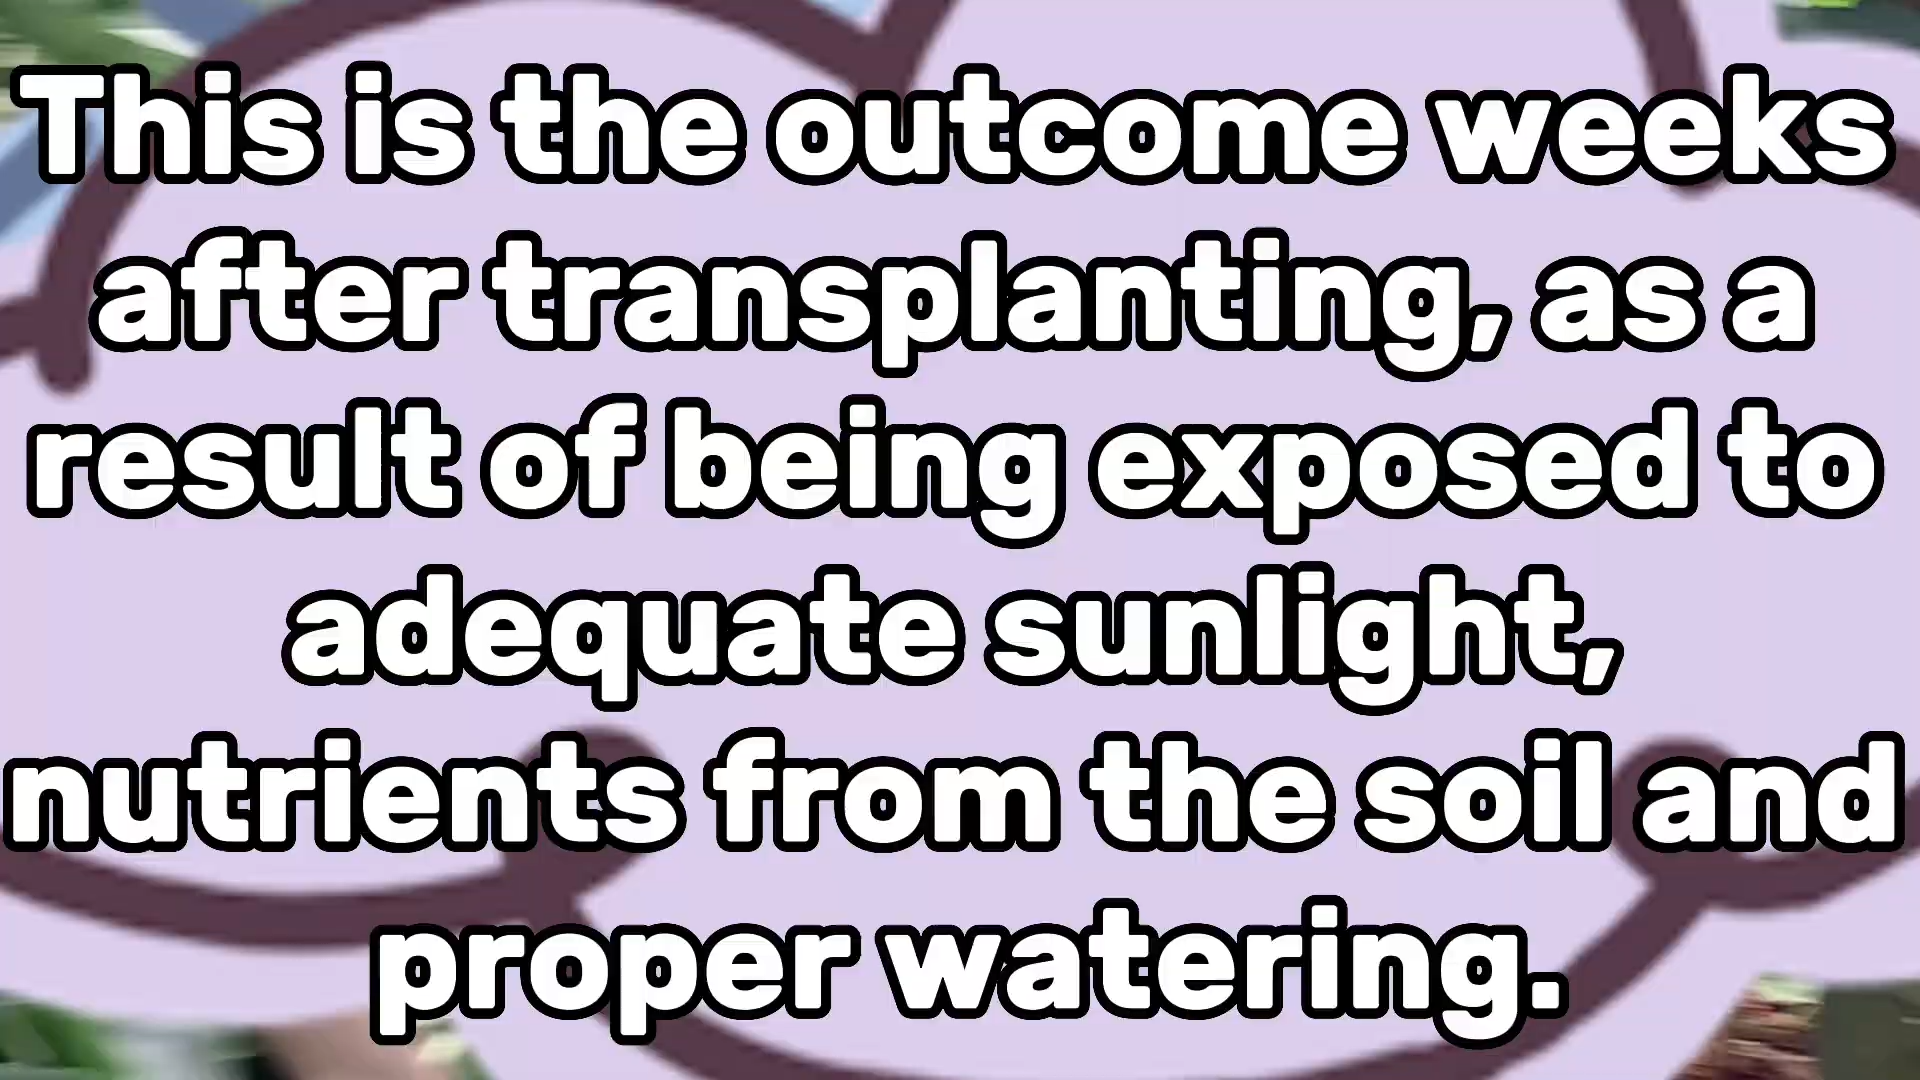 This is the outcome weeks
after transplanting, as a
result of being exposed to
adequate sunlight,
nutrients from the soil and
proper watering.